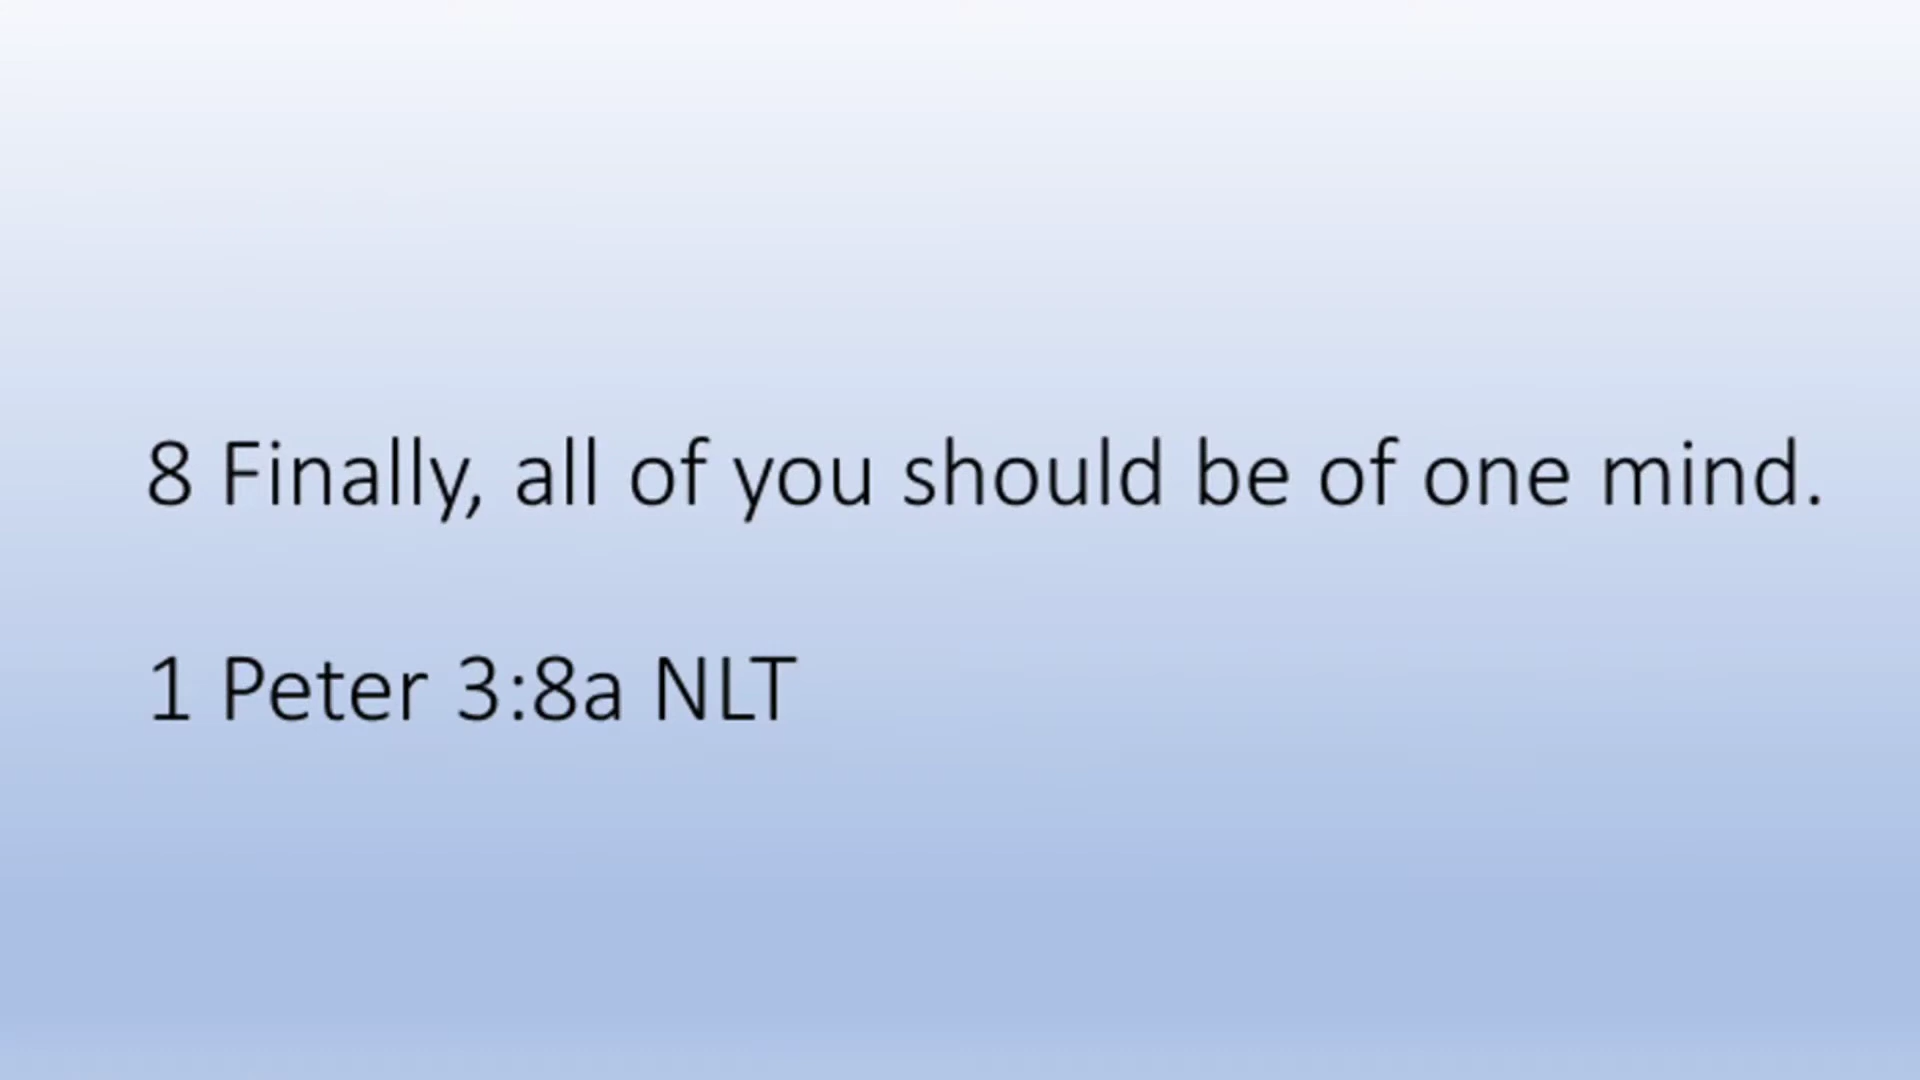 8 Finally, all of you should be of one mind.
1 Peter 3:8a NLT